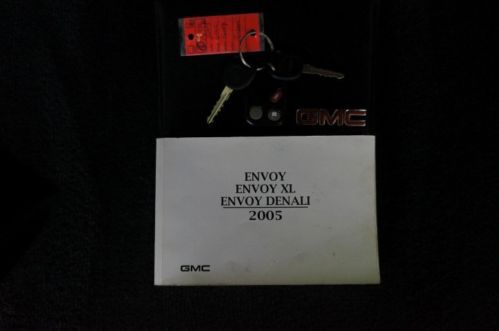 GMC
ENVOY
ENVOY XL
ENVOY DENALI
2005
GMC